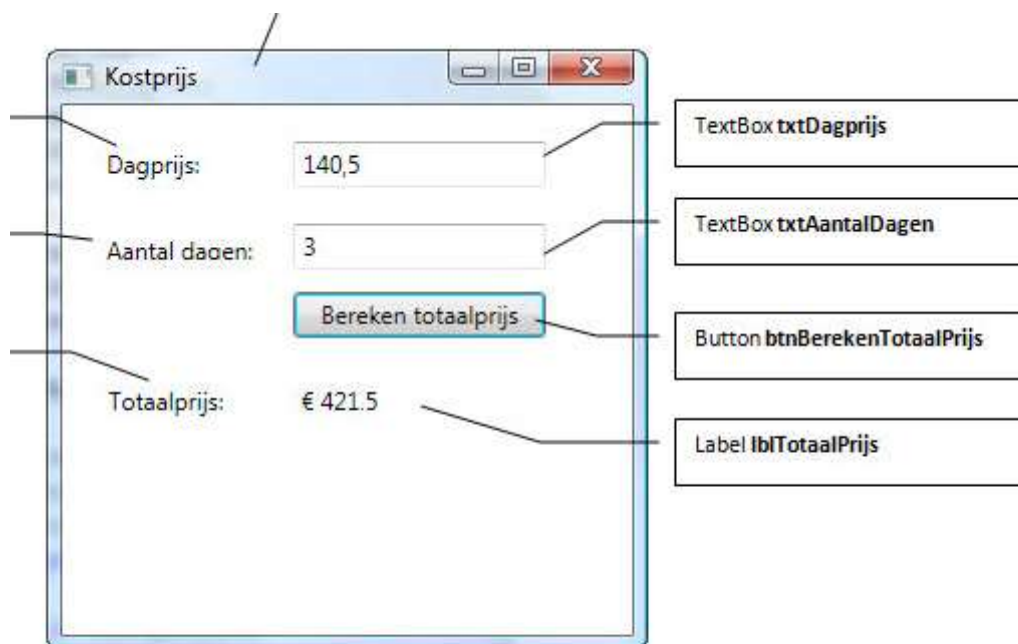 Kostprijs
Dagprijs:
140,5
TextBox txtDagprijs
Aantal dagen:
3
TextBox txtAantalDagen
Bereken totaalprijs
Button btnBerekenTotaalPrijs
Totaalprijs:
€ 421.5
Label lblTotaalPrijs